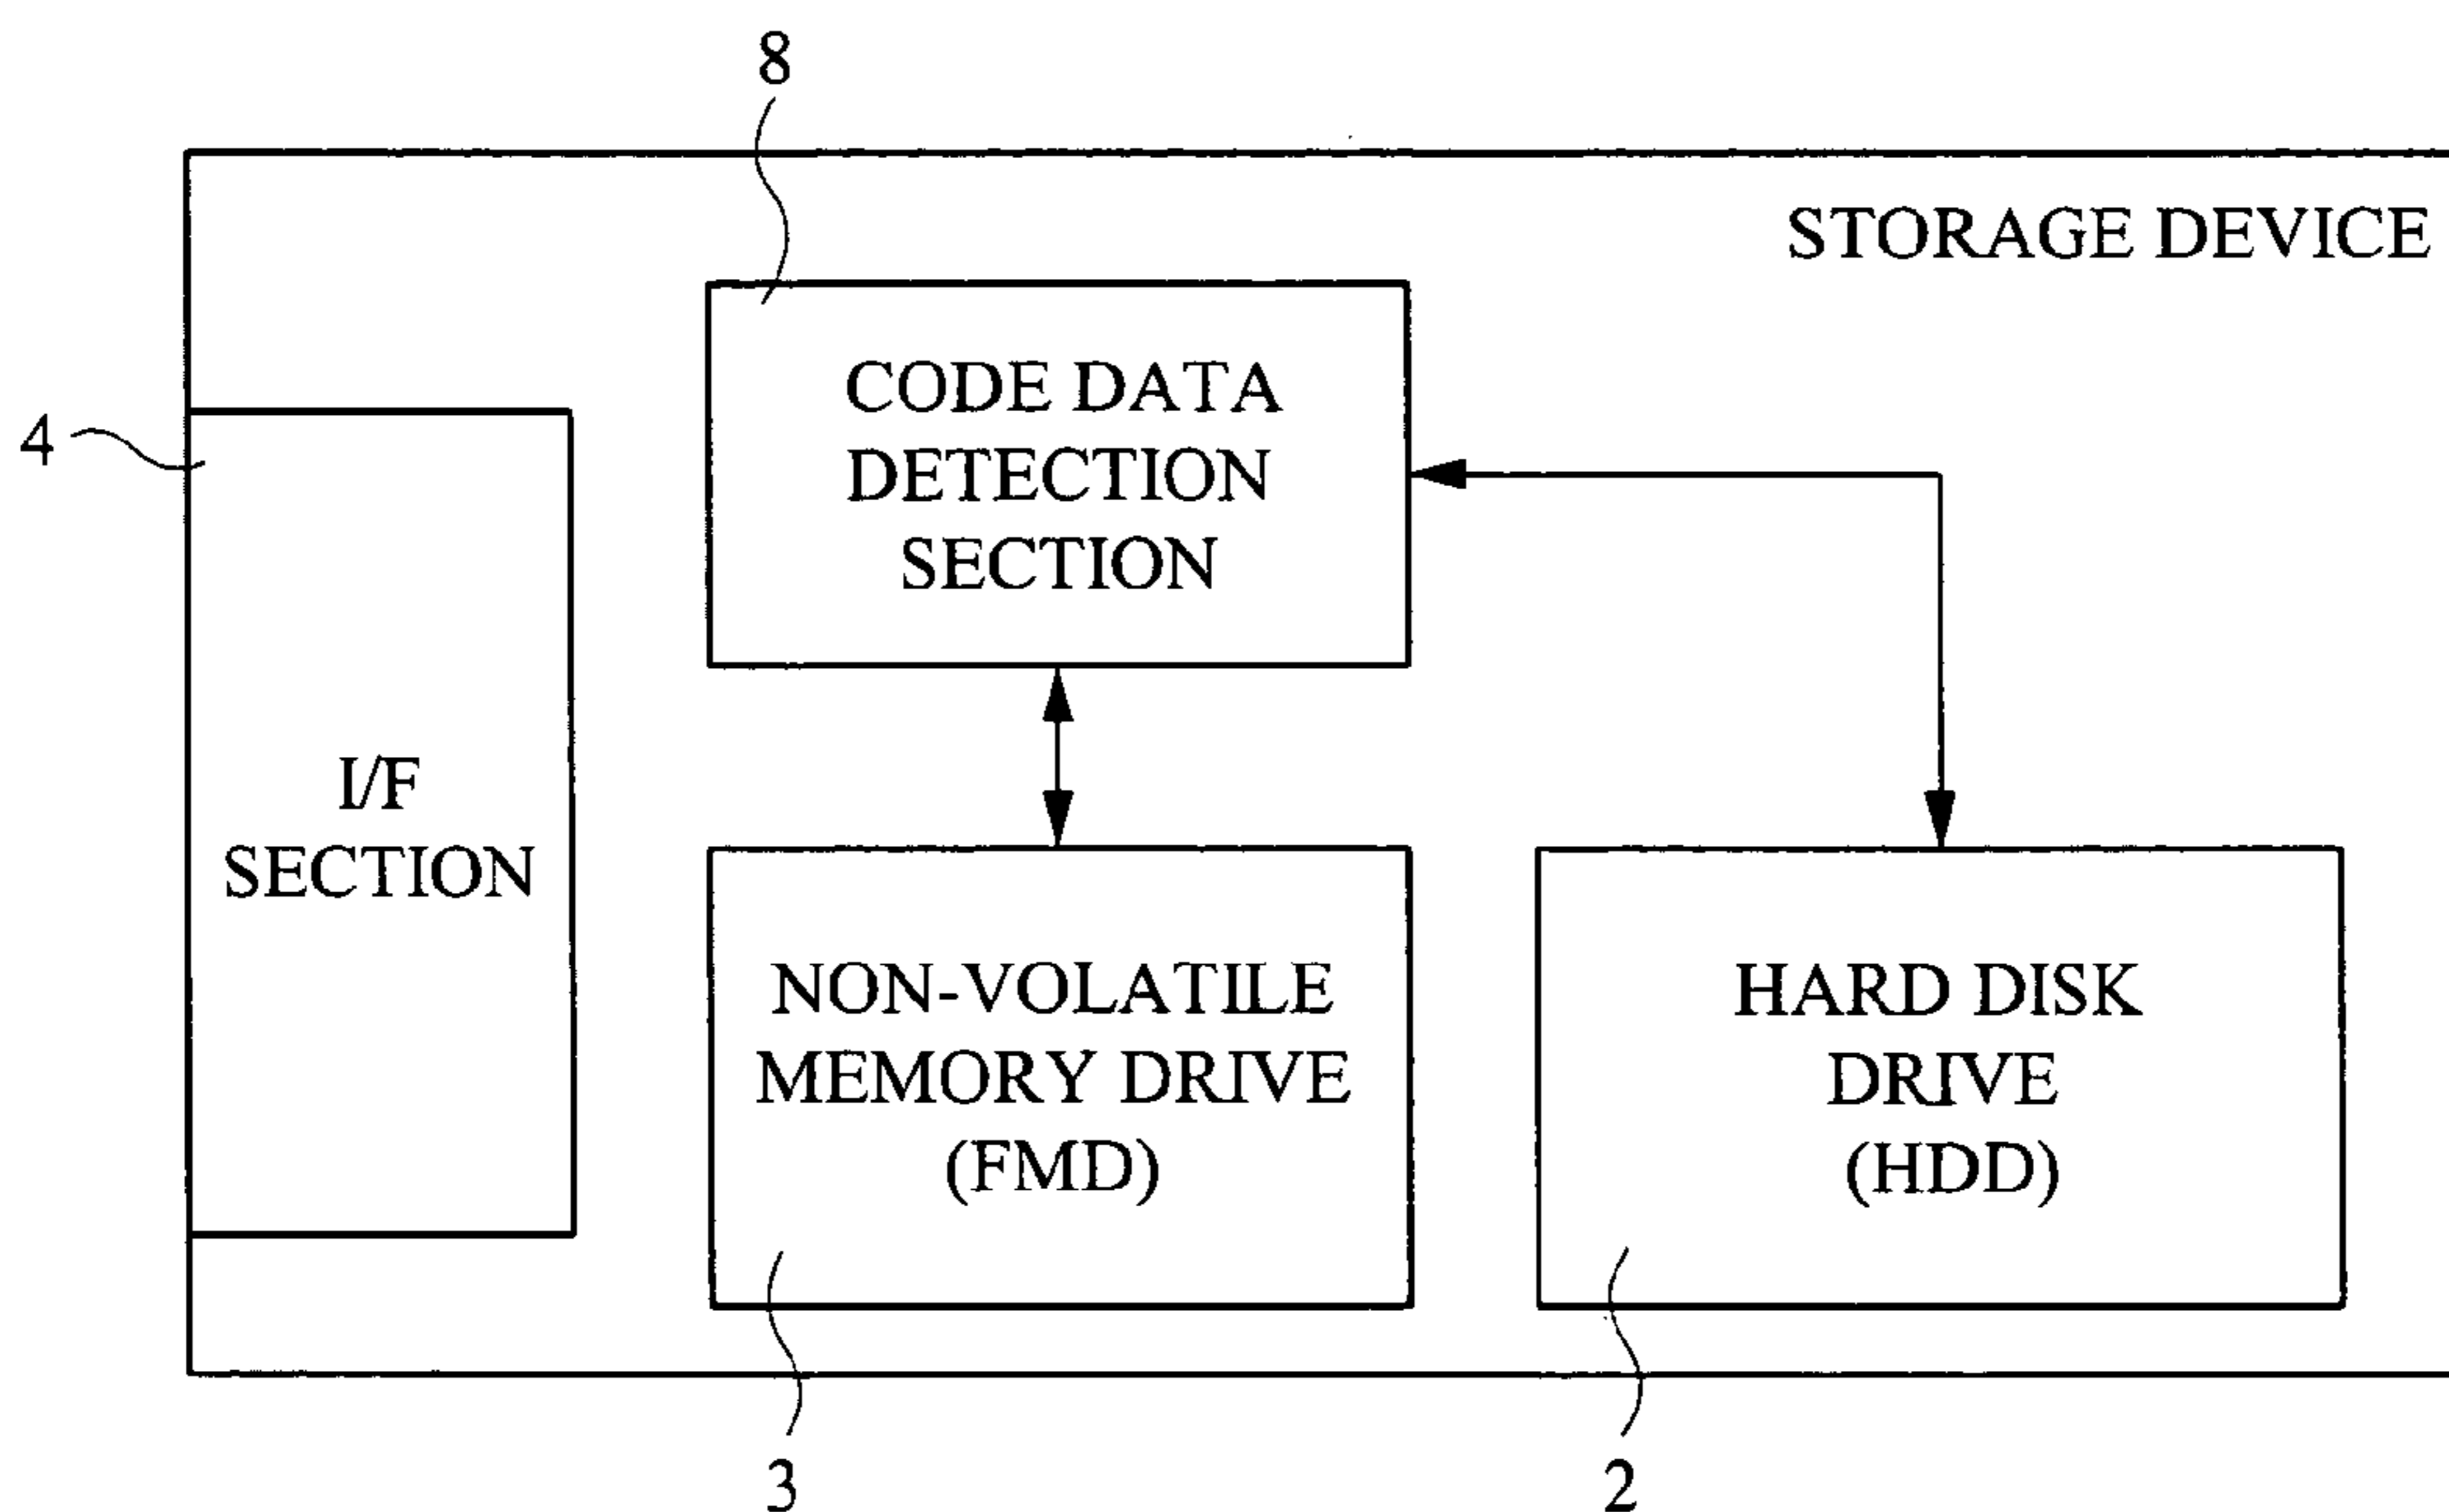 8
STORAGE DEVICE
CODE DATA
DETECTION
SECTION
4
I/F
SECTION
NON-VOLATILE
MEMORY DRIVE
(FMD)
HARD DISK
DRIVE
(HDD)
3
2